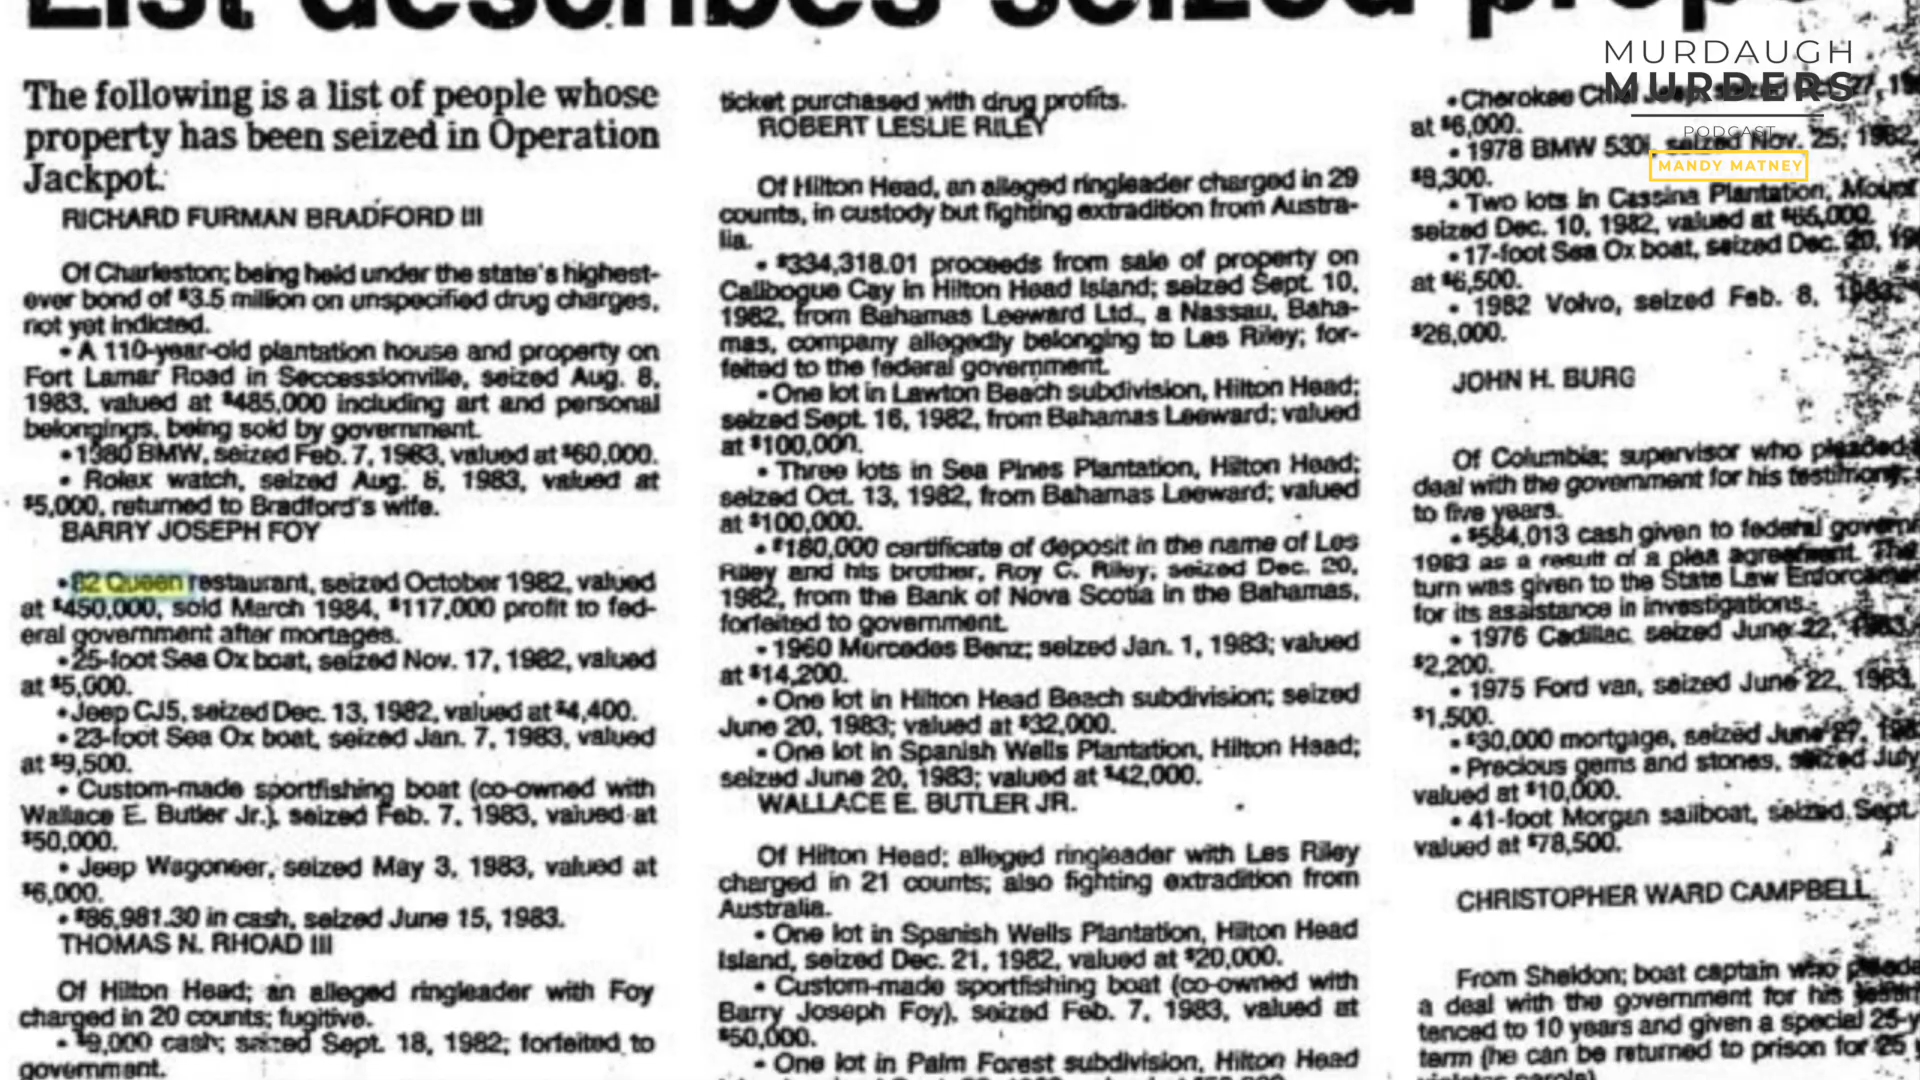 List describes seized prope
The following is a list of people whose
property has been seized in Operation
Jackpot.
RICHARD FURMAN BRADFORD III
Of Charleston; being held under the state's highest-
ever bond of $3.5 million on unspecified drug charges,
not yet indicted.
• A 110-year-old plantation house and property on
Fort Lamar Road in Seccessionville, seized Aug. 8,
1983, valued at $485,000 including art and personal
belongings, being sold by government.
• 1980 BMW, seized Feb. 7, 1983, valued at $60,000.
• Rolex watch, seized Aug. 8, 1983, valued at
$5,000, returned to Bradford's wife.
BARRY JOSEPH FOY
• 82 Queen restaurant, seized October 1982, valued
at $450,000, sold March 1984, $117,000 profit to fed-
eral government after mortages.
• 25-foot Sea Ox boat, seized Nov. 17, 1982, valued
at $5,000.
• Jeep CJ5, seized Dec. 13, 1982, valued at $4,400.
• 23-foot Sea Ox boat, seized Jan. 7, 1983, valued
at $9,500.
• Custom-made sportfishing boat (co-owned with
Wallace E. Butler Jr.), seized Feb. 7, 1983, valued at
$50,000.
• Jeep Wagoneer, seized May 3, 1983, valued at
$6,000.
• $86,981.30 in cash, seized June 15, 1983.
THOMAS N. RHOAD III
Of Hilton Head; an alleged ringleader with Foy
charged in 20 counts; fugitive.
• $9,000 cash; seized Sept. 18, 1982; forfeited to
government.
ticket purchased with drug profits.
ROBERT LESLIE RILEY
Of Hilton Head, an alleged ringleader charged in 29
counts, in custody but fighting extradition from Austra-
lia.
• $334,318.01 proceeds from sale of property on
Calibogue Cay in Hilton Head Island; seized Sept. 10,
1982, from Bahamas Leeward Ltd., a Nassau, Baha-
mas, company allegedly belonging to Les Riley; for-
feited to the federal government.
• One lot in Lawton Beach subdivision, Hilton Head;
seized Sept. 16, 1982, from Bahamas Leeward; valued
at $100,000.
• Three lots in Sea Pines Plantation, Hilton Head;
seized Oct. 13, 1982, from Bahamas Leeward; valued
at $100,000.
• $180,000 certificate of deposit in the name of Les
Riley and his brother, Roy C. Riley, seized Dec. 20,
1982, from the Bank of Nova Scotia in the Bahamas,
forfeited to government.
• 1960 Mercedes Benz; seized Jan. 1, 1983; valued
at $14,200.
• One lot in Hilton Head Beach subdivision; seized
June 20, 1983; valued at $32,000.
• One lot in Spanish Wells Plantation, Hilton Head;
seized June 20, 1983; valued at $42,000.
WALLACE E. BUTLER JR.
Of Hilton Head; alleged ringleader with Les Riley
charged in 21 counts; also fighting extradition from
Australia.
• One lot in Spanish Wells Plantation, Hilton Head
Island, seized Dec. 21, 1982, valued at $20,000.
• Custom-made sportfishing boat (co-owned with
Barry Joseph Foy), seized Feb. 7, 1983, valued at
$50,000.
• One lot in Palm Forest subdivision, Hilton Head
• Cherokee Chief Jeep, seized Oct. 27, 19
at $6,000.
• 1978 BMW 530i, seized Nov. 25, 1982,
$8,300.
• Two lots in Cassina Plantation, Mount
seized Dec. 10, 1982, valued at $65,000.
• 17-foot Sea Ox boat, seized Dec. 20, 19
at $6,500.
• 1982 Volvo, seized Feb. 8, 1983,
$26,000.
JOHN H. BURG
Of Columbia; supervisor who pleaded
deal with the government for his testimony,
to five years.
• $584,013 cash given to federal governm
1983 as a result of a plea agreement. The
turn was given to the State Law Enforcemen
for its assistance in investigations.
• 1976 Cadillac, seized June 22, 1983,
$2,200.
• 1975 Ford van, seized June 22, 1983,
$1,500.
• $30,000 mortgage, seized June 27, 198
• Precious gems and stones, seized July
valued at $10,000.
• 41-foot Morgan sailboat, seized Sept.
valued at $78,500.
CHRISTOPHER WARD CAMPBELL
From Sheldon; boat captain who pleade
a deal with the government for his testi
tenced to 10 years and given a special 25-y
term (he can be returned to prison for 25 y
violates parole).
MURDAUGH
MURDERS
PODCAST
MANDY MATNEY